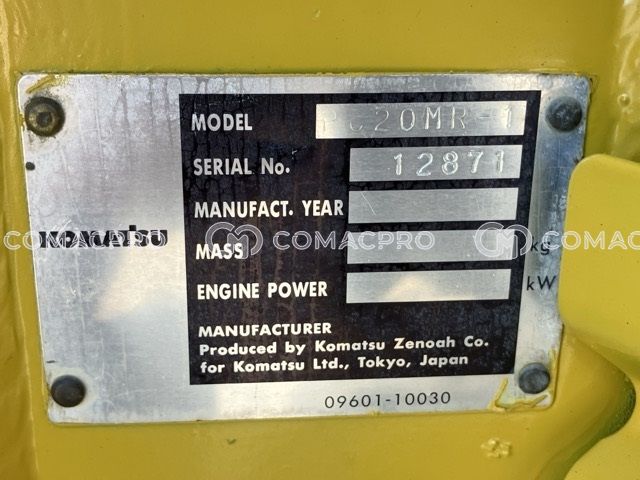 MODEL PC20MR-1
SERIAL No. 12871
MANUFACT. YEAR
KOMATSU
COMACPRO COMACPRO COMACPRO
MASS kg
ENGINE POWER kW
MANUFACTURER
Produced by Komatsu Zenoah Co.
for Komatsu Ltd., Tokyo, Japan
09601-10030